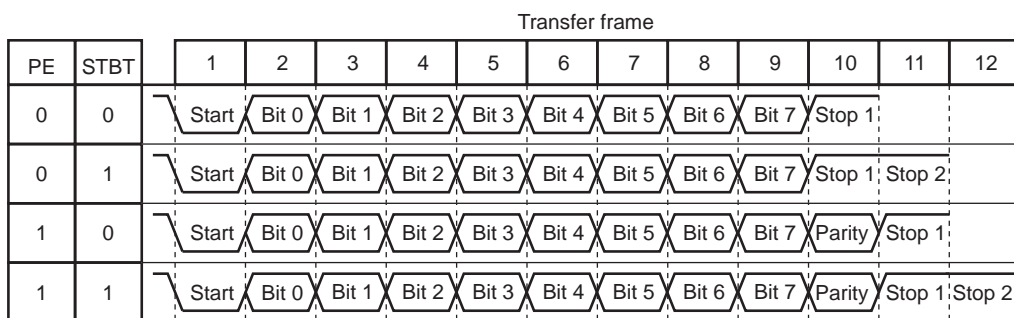 Transfer frame
PE STBT 1 2 3 4 5 6 7 8 9 10 11 12
0 0 Start Bit 0 Bit 1 Bit 2 Bit 3 Bit 4 Bit 5 Bit 6 Bit 7 Stop 1
0 1 Start Bit 0 Bit 1 Bit 2 Bit 3 Bit 4 Bit 5 Bit 6 Bit 7 Stop 1 Stop 2
1 0 Start Bit 0 Bit 1 Bit 2 Bit 3 Bit 4 Bit 5 Bit 6 Bit 7 Parity Stop 1
1 1 Start Bit 0 Bit 1 Bit 2 Bit 3 Bit 4 Bit 5 Bit 6 Bit 7 Parity Stop 1 Stop 2